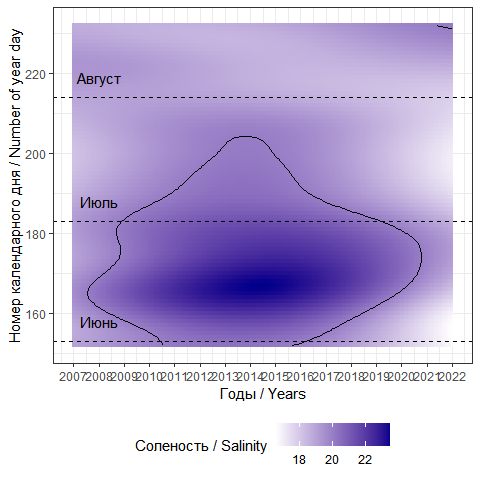 Номер календарного дня / Number of year day
220
200
180
160
Август
Июль
Июнь
2007 2008 2009 2010 2011 2012 2013 2014 2015 2016 2017 2018 2019 2020 2021 2022
Годы / Years
Соленость / Salinity
18 20 22